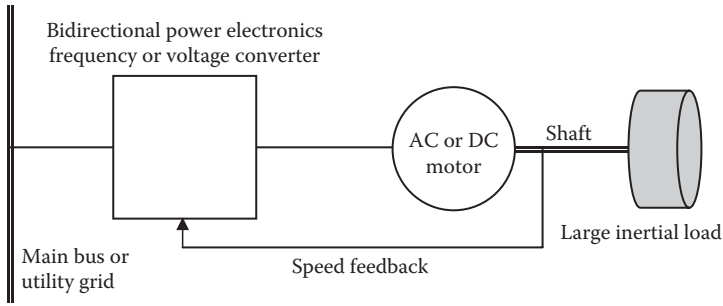 Bidirectional power electronics
frequency or voltage converter
AC or DC
motor
Shaft
Large inertial load
Speed feedback
Main bus or
utility grid